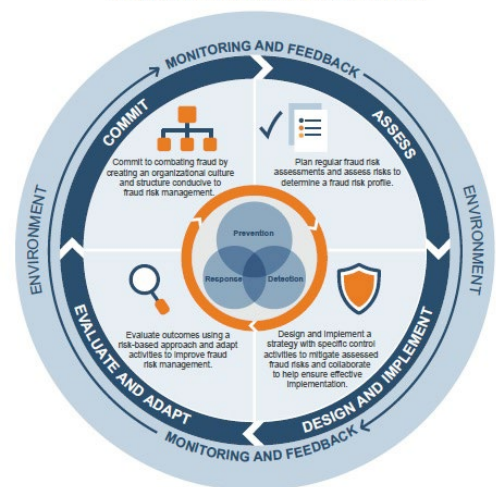 MONITORING AND FEEDBACK
COMMIT
ASSESS
Commit to combating fraud by
creating an organizational culture
and structure conducive to
fraud risk management.
Plan regular fraud risk
assessments and assess risks to
determine a fraud risk profile.
ENVIRONMENT
ENVIRONMENT
Prevention
Response
Detection
Evaluate outcomes using a
risk-based approach and adapt
activities to improve fraud
risk management.
Design and implement a
strategy with specific control
activities to mitigate assessed
fraud risks and collaborate
to help ensure effective
implementation.
EVALUATE AND ADAPT
DESIGN AND IMPLEMENT
MONITORING AND FEEDBACK